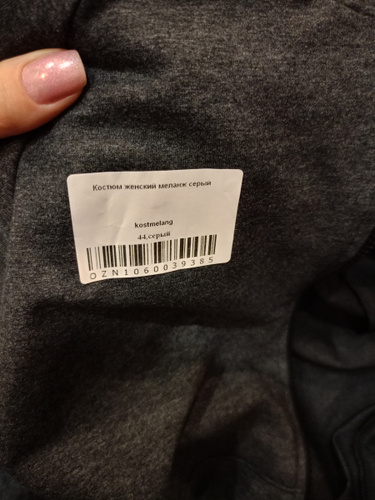 Костюм женский меланж серый
kostmelang
44,серый
OZN1060039385